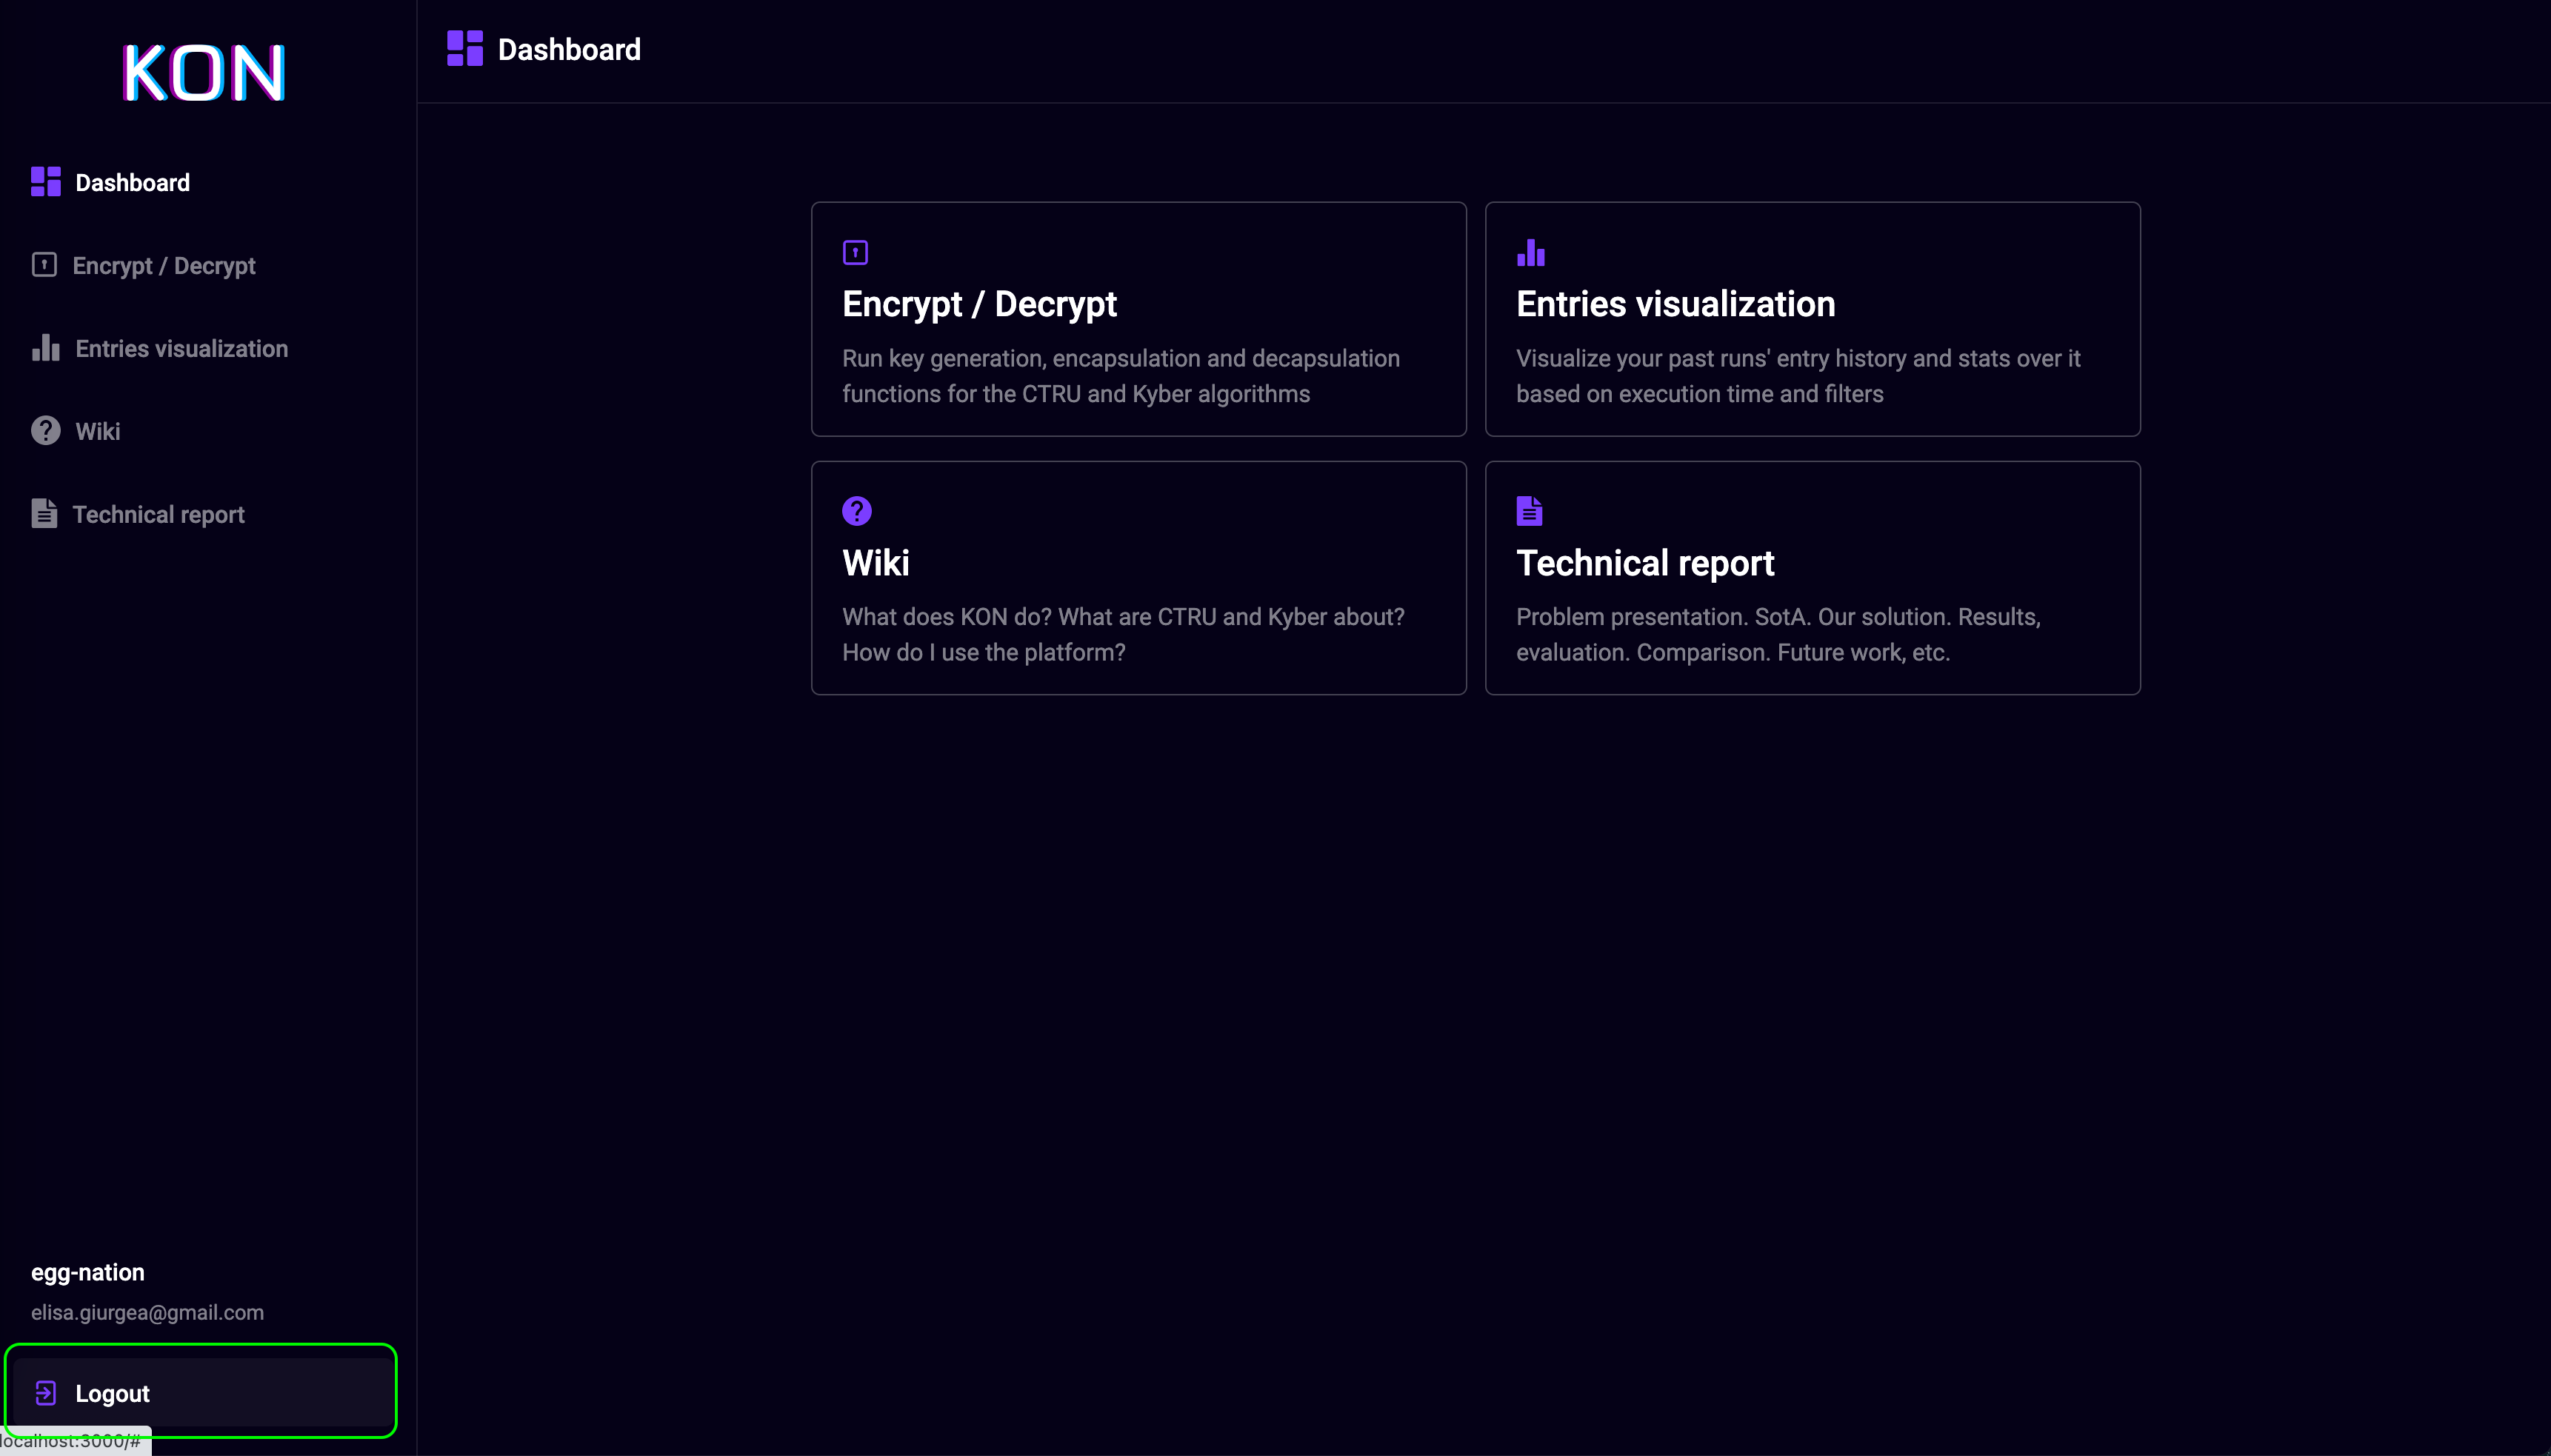 KON
Dashboard
Encrypt / Decrypt
Entries visualization
Wiki
Technical report
egg-nation
elisa.giurgea@gmail.com
Logout
localhost:3000/#
Dashboard
Encrypt / Decrypt
Run key generation, encapsulation and decapsulation
functions for the CTRU and Kyber algorithms
Entries visualization
Visualize your past runs' entry history and stats over it
based on execution time and filters
Wiki
What does KON do? What are CTRU and Kyber about?
How do I use the platform?
Technical report
Problem presentation. SotA. Our solution. Results,
evaluation. Comparison. Future work, etc.